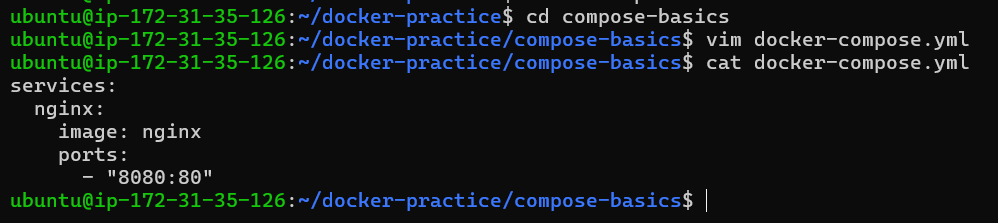 ubuntu@ip-172-31-35-126:~/docker-practice$ cd compose-basics
ubuntu@ip-172-31-35-126:~/docker-practice/compose-basics$ vim docker-compose.yml
ubuntu@ip-172-31-35-126:~/docker-practice/compose-basics$ cat docker-compose.yml
services:
  nginx:
    image: nginx
    ports:
      - "8080:80"
ubuntu@ip-172-31-35-126:~/docker-practice/compose-basics$